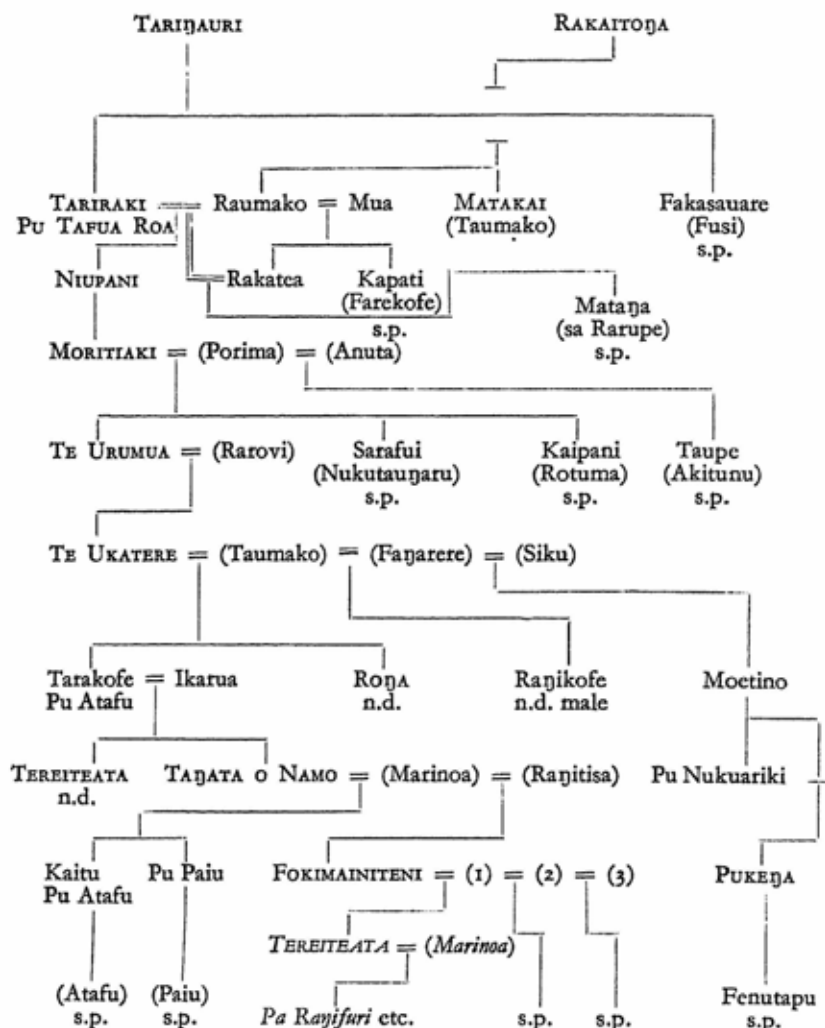 TARIŊAURI RAKAITOŊA
TARIRAKI = Raumako = Mua MATAKAI Fakasauare
PU TAFUA ROA (Taumako) (Fusi)
s.p.
NIUPANI = Rakatea Kapati Mataŋa
(Farekofe) (sa Rarupe)
s.p. s.p.
MORITIAKI = (Porima) = (Anuta)
TE URUMUA = (Rarovi) Sarafui Kaipani Taupe
(Nukutauŋaru) (Rotuma) (Akitunu)
s.p. s.p. s.p.
TE UKATERE = (Taumako) = (Faŋarere) = (Siku)
Tarakofe = Ikarua ROŊA Raŋikofe Moetino
Pu Atafu n.d. n.d. male
TEREITEATA TAŊATA O NAMO = (Marinoa) = (Raŋitisa) Pu Nukuariki
n.d.
Kaitu Pu Paiu FOKIMAINITENI = (1) = (2) = (3) PUKEŊA
Pu Atafu
TEREITEATA = (Marinoa)
(Atafu) (Paiu) Fenutapu
s.p. s.p. Pa Raŋifuri etc. s.p. s.p. s.p.